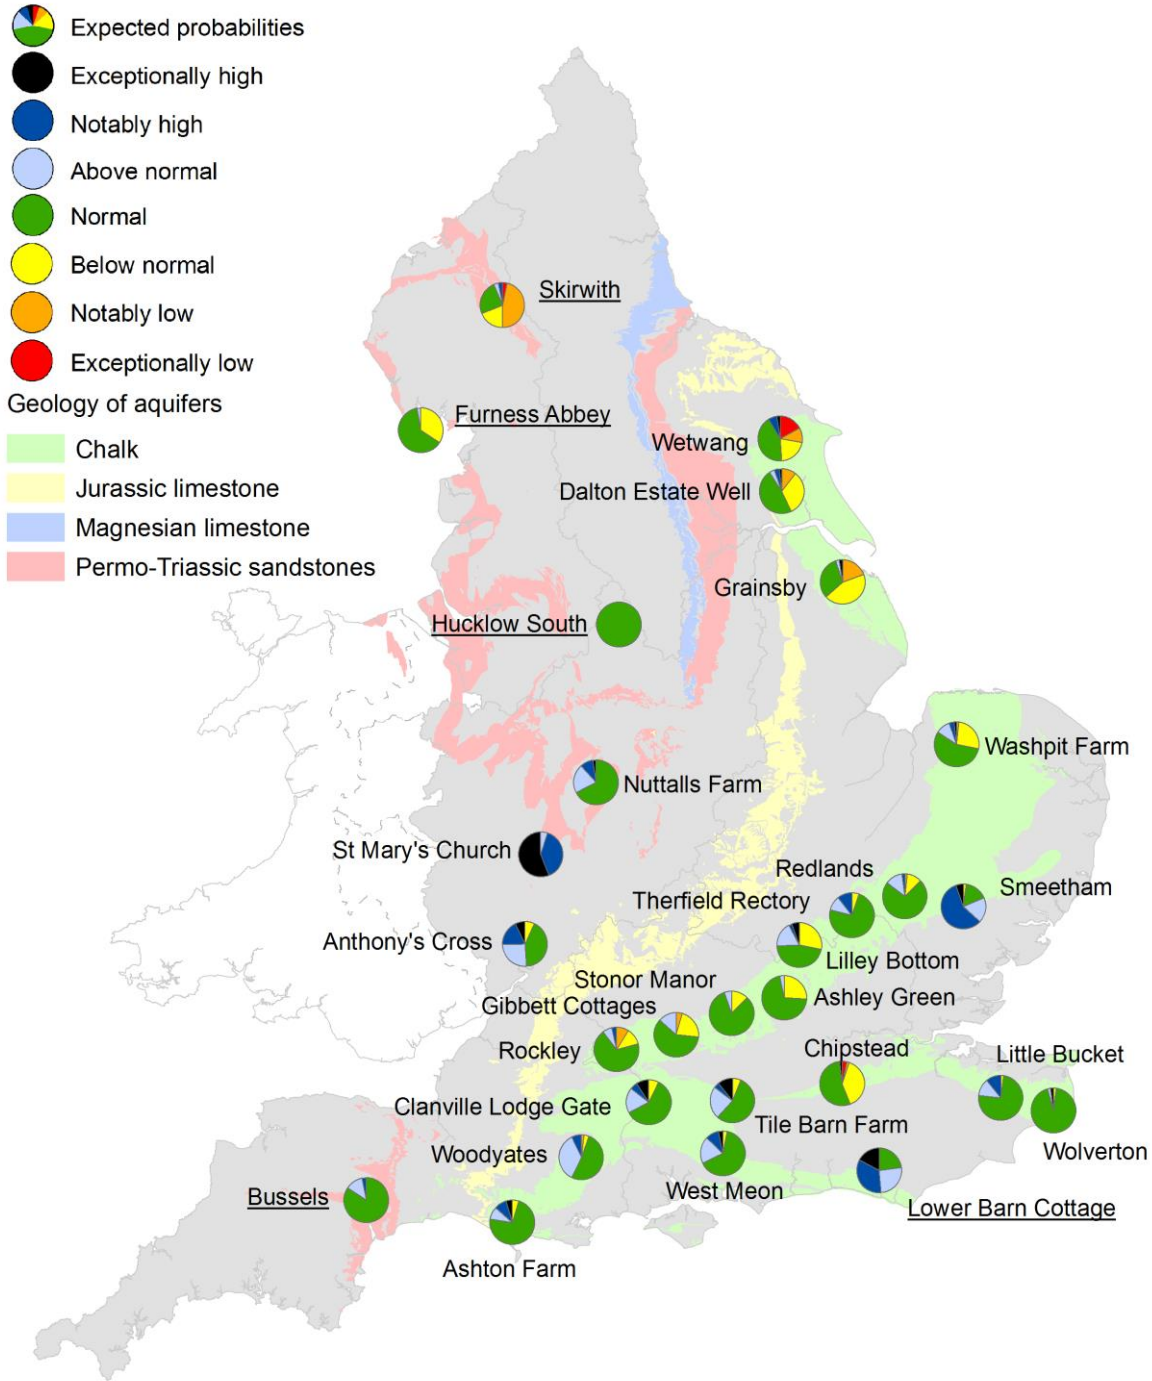 Expected probabilities
Exceptionally high
Notably high
Above normal
Normal
Below normal
Notably low
Exceptionally low
Geology of aquifers
Chalk
Jurassic limestone
Magnesian limestone
Permo-Triassic sandstones
Skirwith
Furness Abbey
Wetwang
Dalton Estate Well
Grainsby
Hucklow South
Washpit Farm
Nuttalls Farm
St Mary's Church
Redlands
Smeetham
Therfield Rectory
Anthony's Cross
Lilley Bottom
Stonor Manor
Ashley Green
Gibbett Cottages
Rockley
Chipstead
Little Bucket
Clanville Lodge Gate
Tile Barn Farm
Wolverton
Woodyates
West Meon
Bussels
Lower Barn Cottage
Ashton Farm